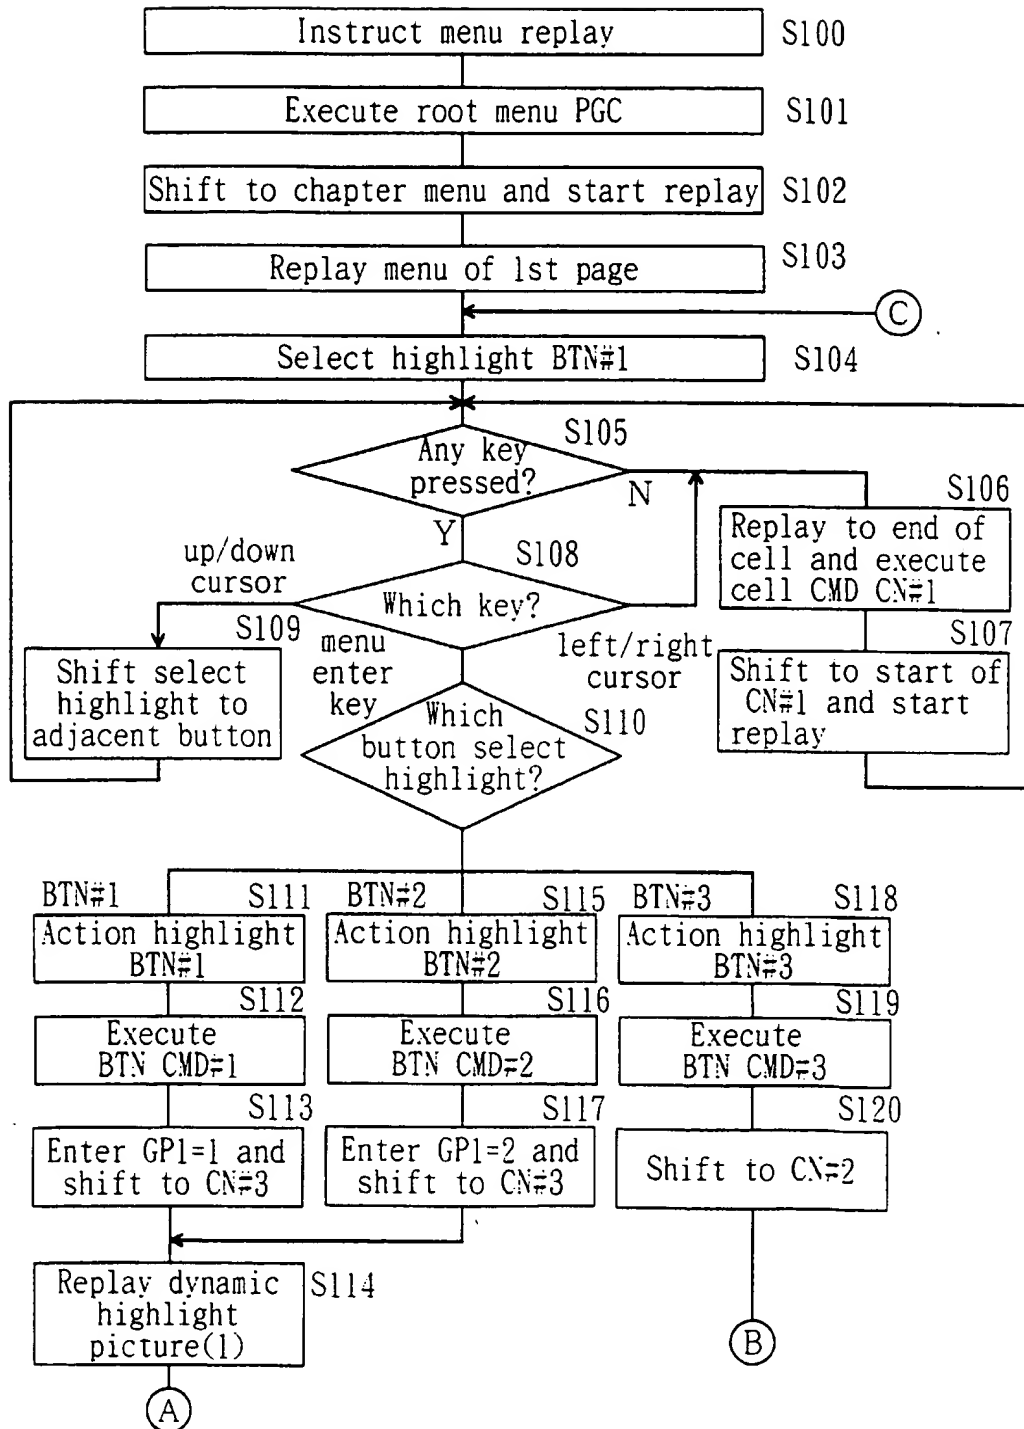 Instruct menu replay
S100
Execute root menu PGC
S101
Shift to chapter menu and start replay
S102
Replay menu of 1st page
S103
C
Select highlight BTN#1
S104
S105
Any key
pressed?
N
Y
S106
Replay to end of
cell and execute
cell CMD CN#1
up/down
cursor
S108
Which key?
S109
menu
enter
key
left/right
cursor
S107
Shift to start of
CN#1 and start
replay
Shift select
highlight to
adjacent button
S110
Which
button select
highlight?
BTN#1
S111
Action highlight
BTN#1
S112
Execute
BTN CMD#1
S113
Enter GP1=1 and
shift to CN#3
BTN#2
S115
Action highlight
BTN#2
S116
Execute
BTN CMD#2
S117
Enter GP1=2 and
shift to CN#3
BTN#3
S118
Action highlight
BTN#3
S119
Execute
BTN CMD#3
S120
Shift to CN#2
Replay dynamic
highlight
picture(1)
S114
B
A